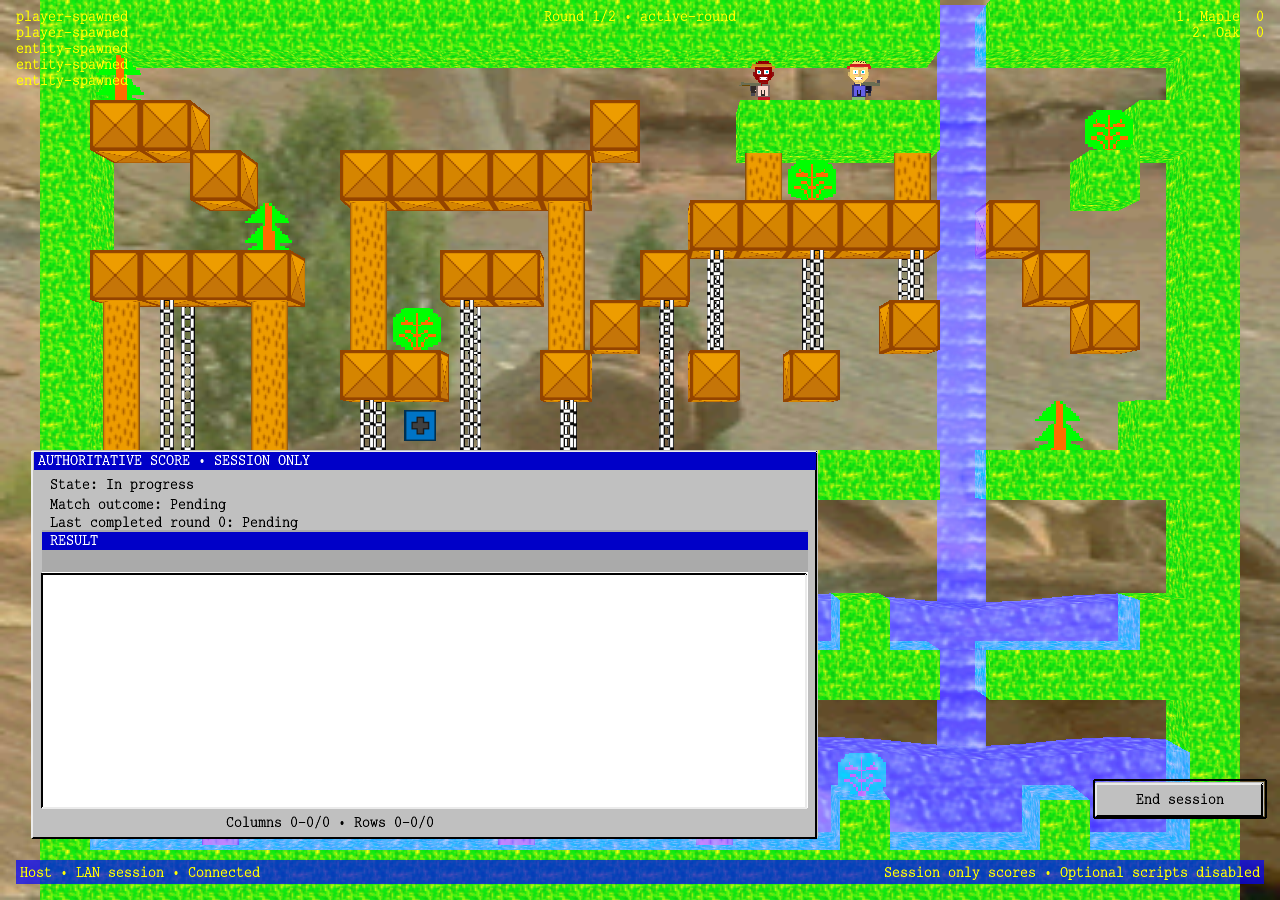 player-spawned
player-spawned
entity-spawned
entity-spawned
entity-spawned
Round 1/2 • active-round
1. Maple 0
2. Oak 0
AUTHORITATIVE SCORE • SESSION ONLY
State: In progress
Match outcome: Pending
Last completed round 0: Pending
RESULT
Columns 0-0/0 • Rows 0-0/0
End session
Host • LAN session • Connected
Session only scores • Optional scripts disabled